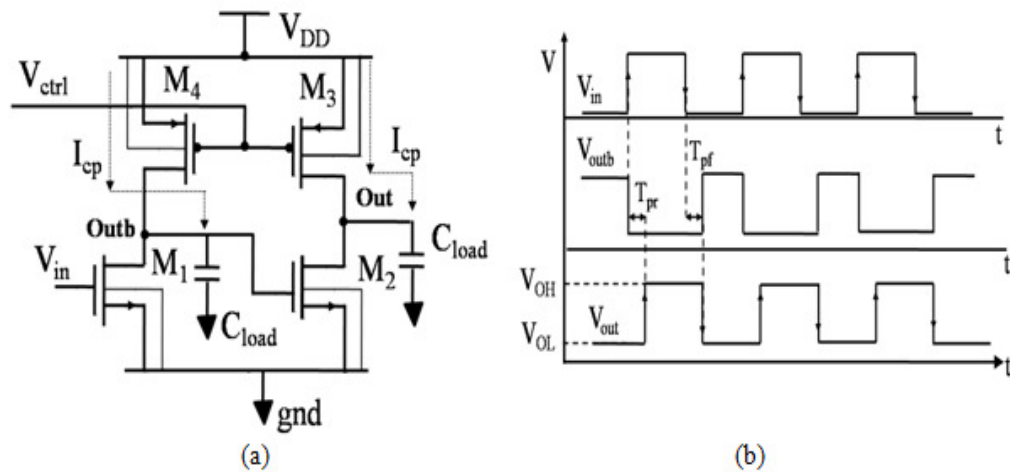 V_DD
V_ctrl
M_4
M_3
I_cp
I_cp
Out
Outb
C_load
V_in
M_1
M_2
C_load
gnd
(a)
V
V_in
t
V_outb
T_pf
T_pr
t
V_OH
V_out
V_OL
t
(b)